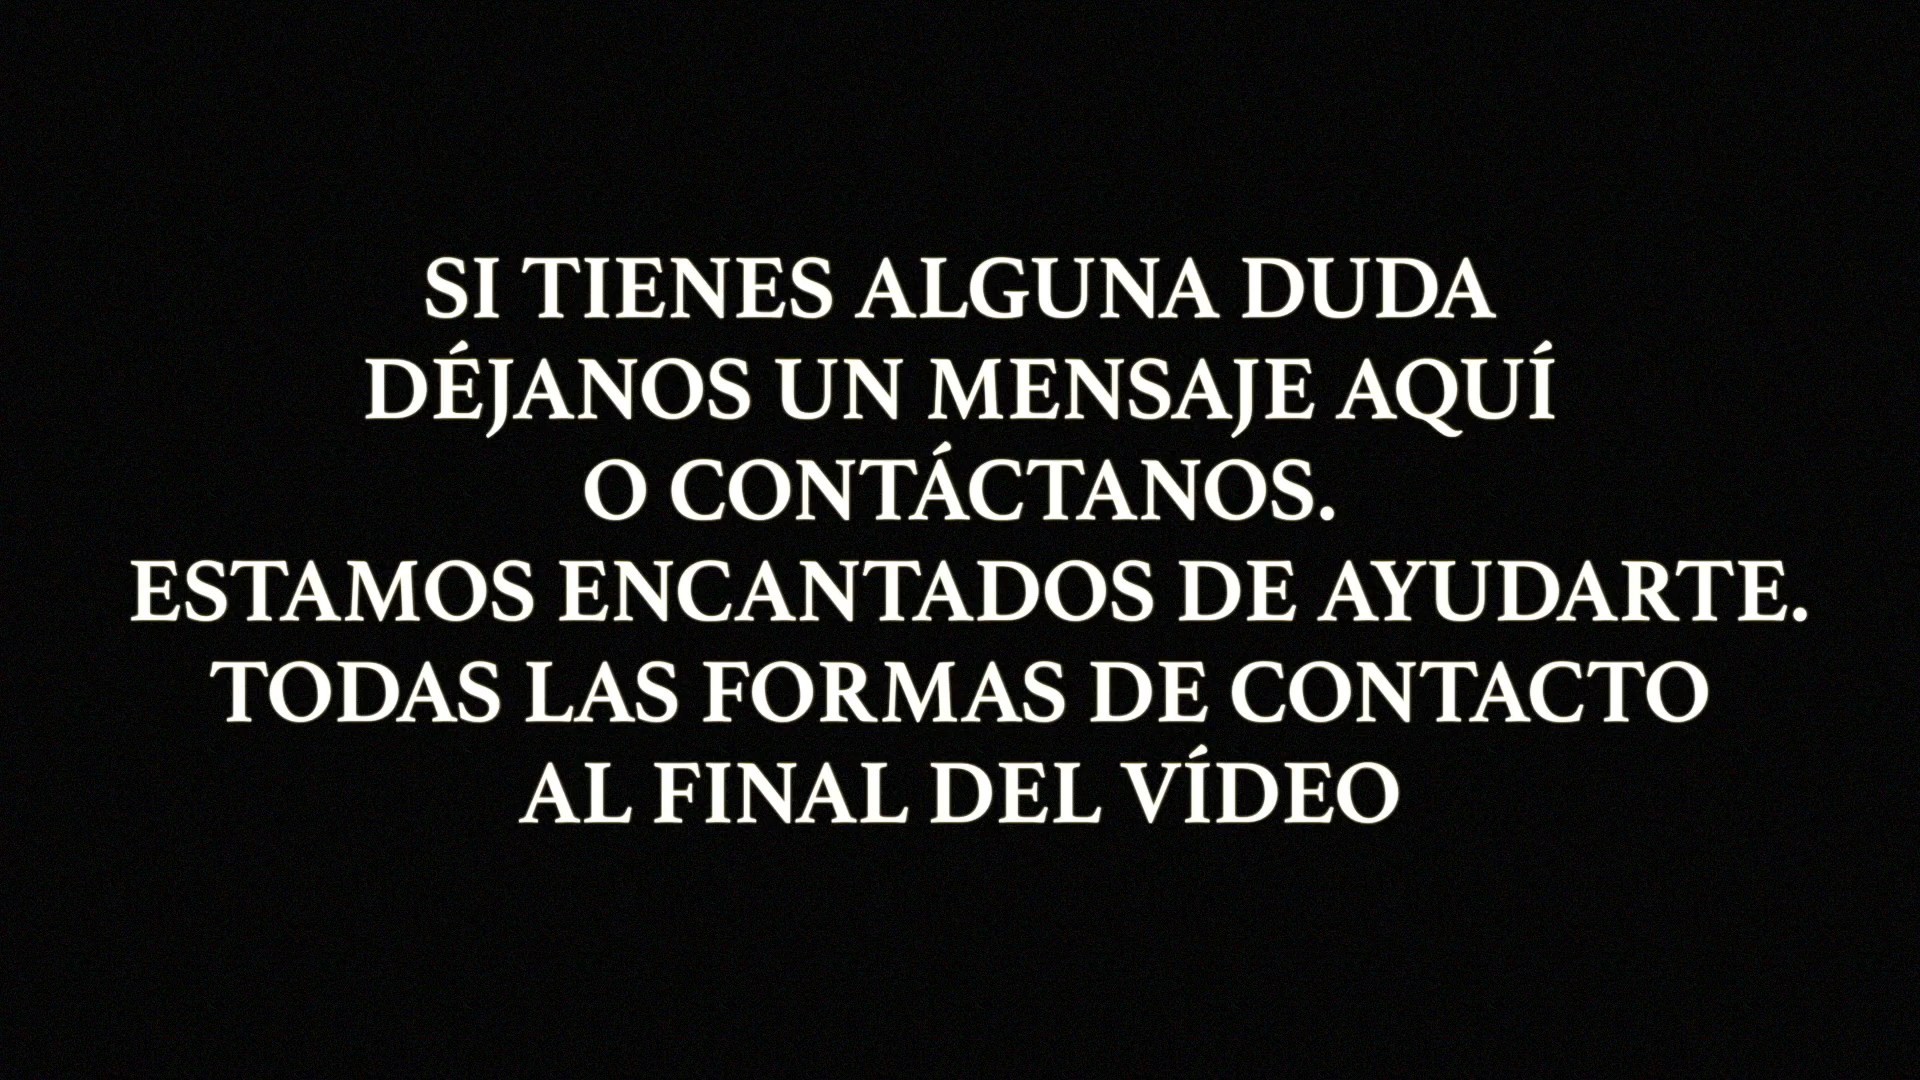 SI TIENES ALGUNA DUDA
DÉJANOS UN MENSAJE AQUÍ
O CONTÁCTANOS.
ESTAMOS ENCANTADOS DE AYUDARTE.
TODAS LAS FORMAS DE CONTACTO
AL FINAL DEL VÍDEO